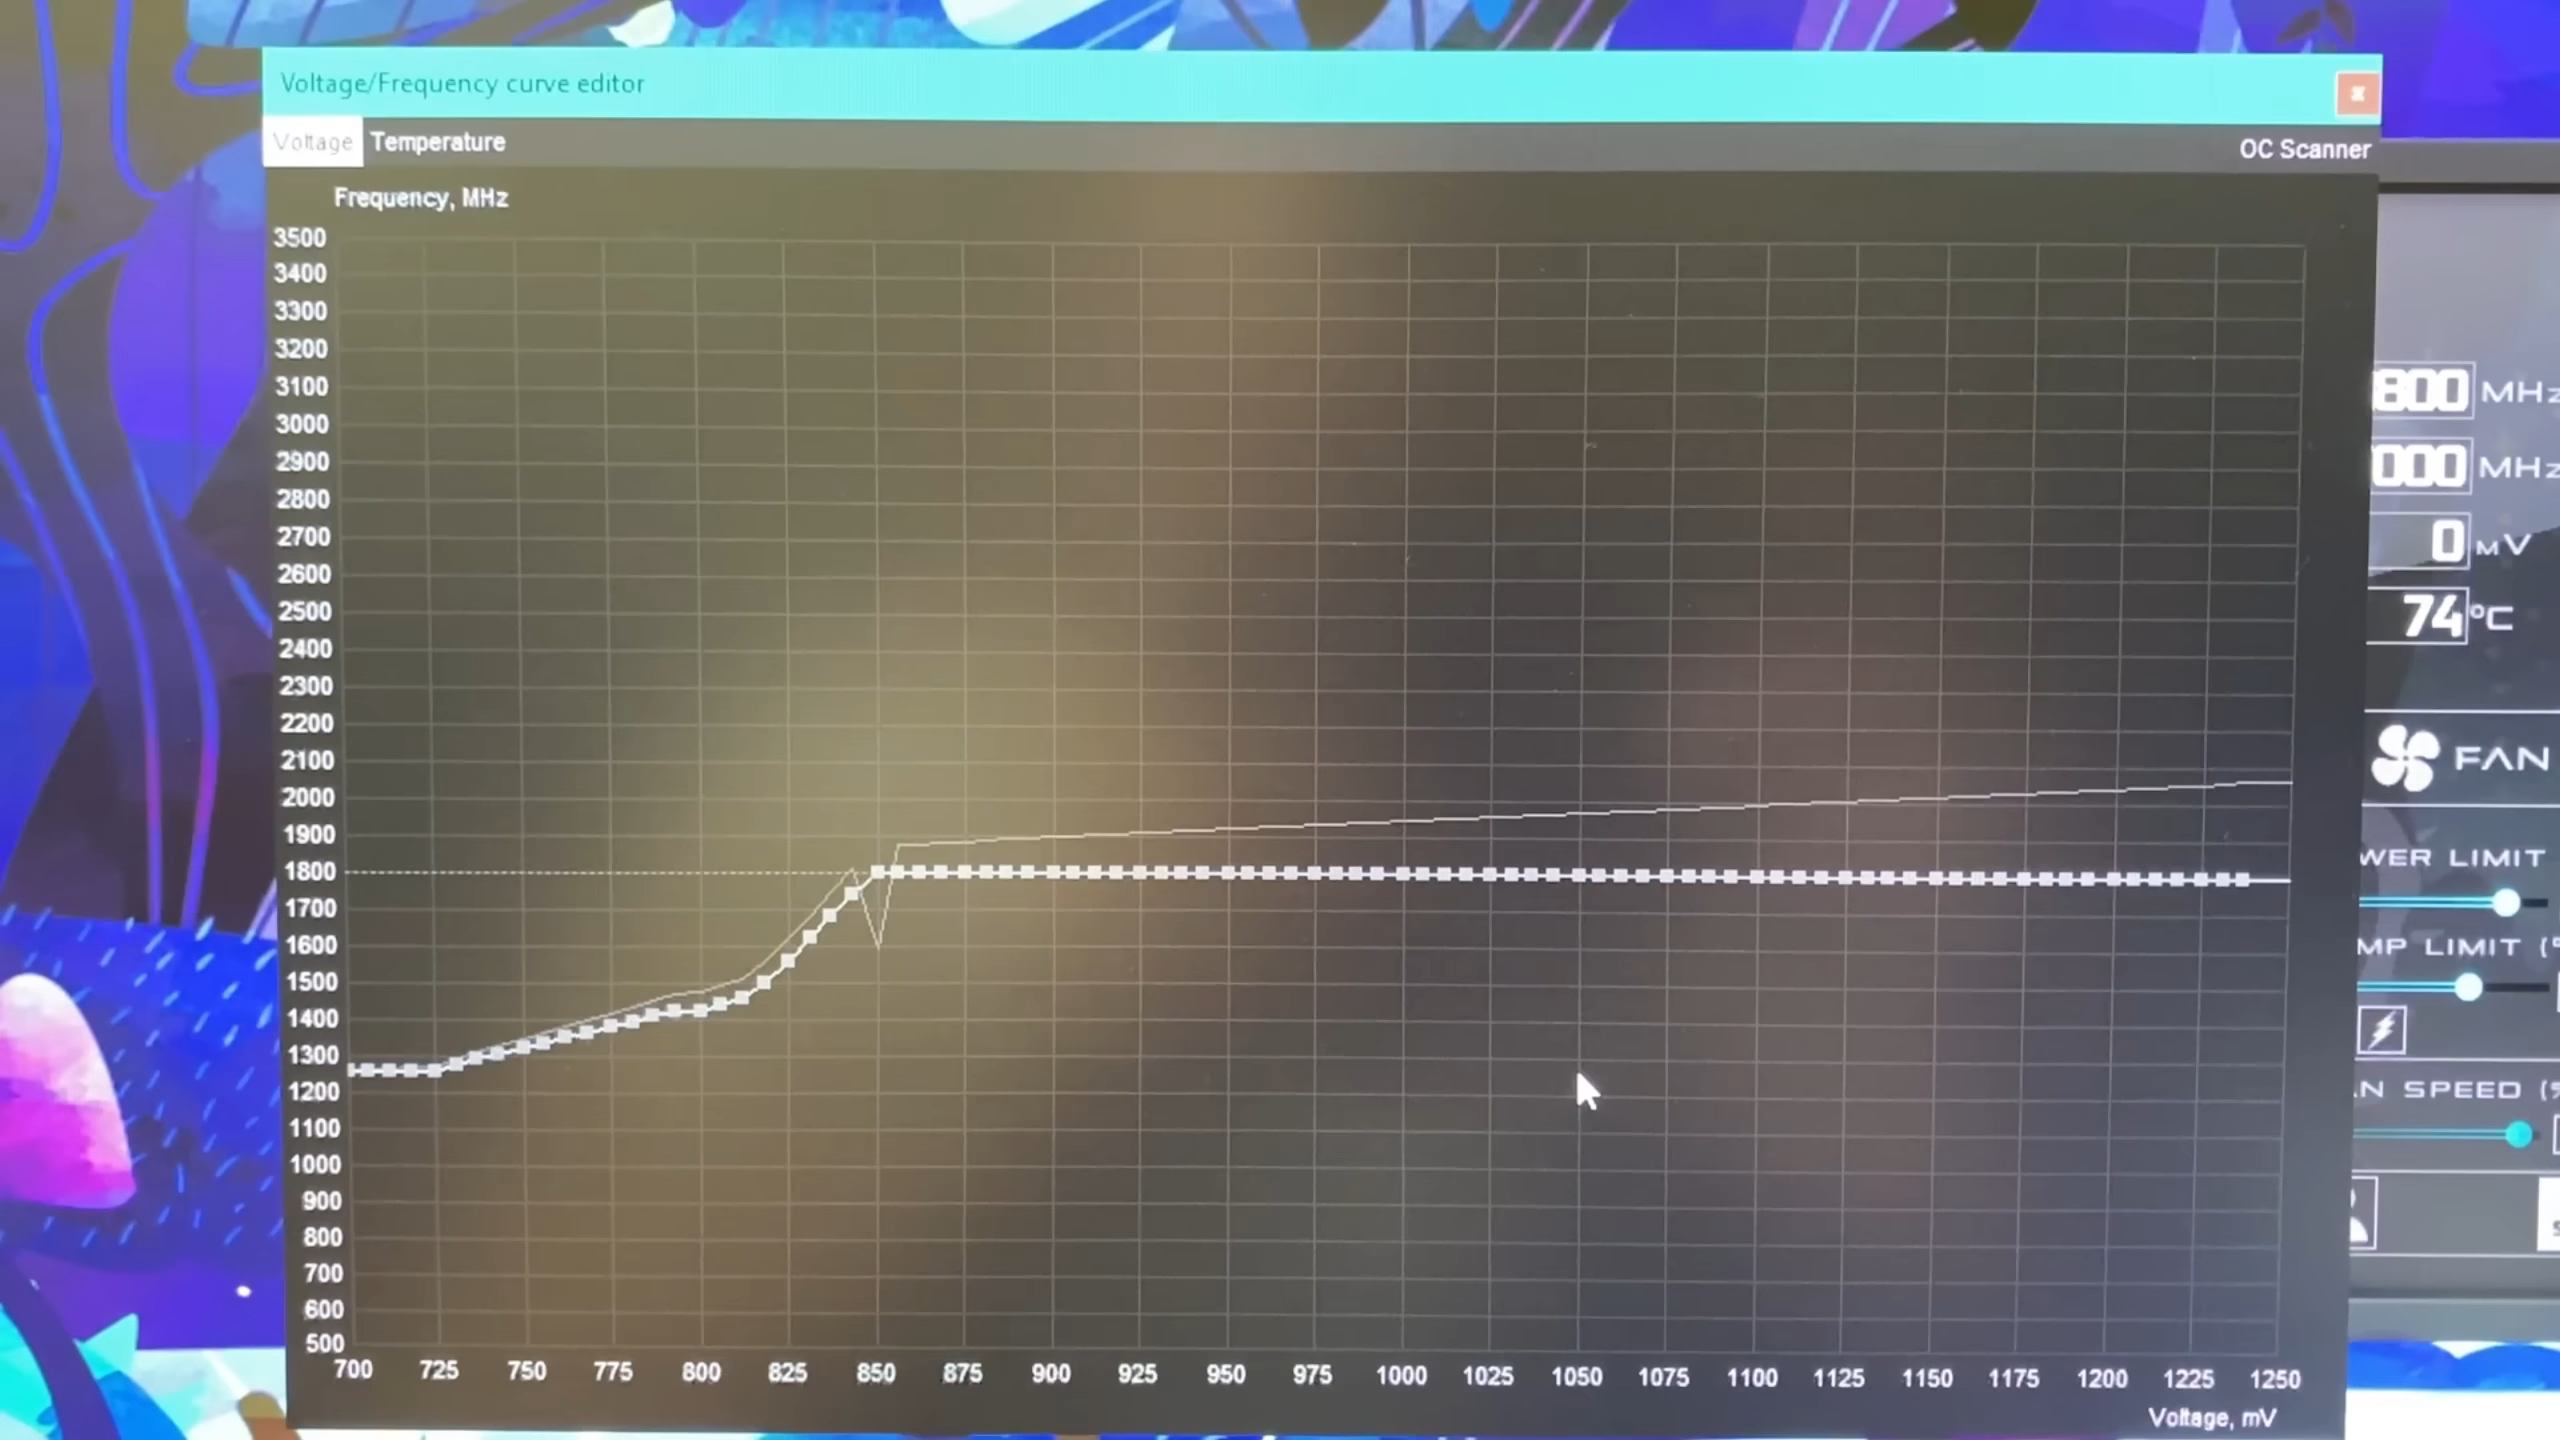 Voltage/Frequency curve editor
Voltage Temperature
OC Scanner
Frequency, MHz
3500
3400
3300
3200
3100
3000
2900
2800
2700
2600
2500
2400
2300
2200
2100
2000
1900
1800
1700
1600
1500
1400
1300
1200
1100
1000
900
800
700
600
500
700 725 750 775 800 825 850 875 900 925 950 975 1000 1025 1050 1075 1100 1125 1150 1175 1200 1225 1250
Voltage, mV
800 MHz
000 MHz
0 MV
74 °C
FAN
WER LIMIT
MP LIMIT (°
N SPEED (%